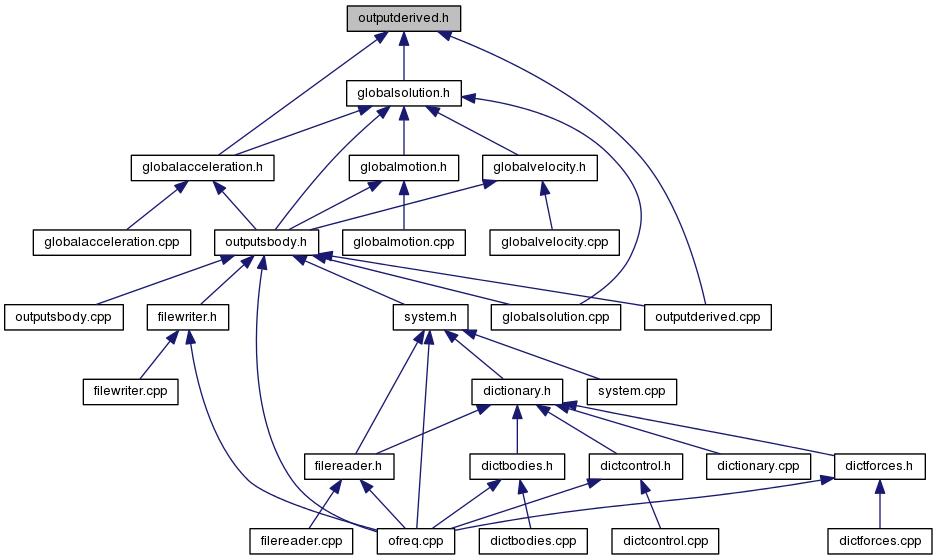 outputderived.h
globalsolution.h
globalacceleration.h
globalmotion.h
globalvelocity.h
globalacceleration.cpp
outputsbody.h
globalmotion.cpp
globalvelocity.cpp
outputsbody.cpp
filewriter.h
system.h
globalsolution.cpp
outputderived.cpp
filewriter.cpp
dictionary.h
system.cpp
filereader.h
dictbodies.h
dictcontrol.h
dictionary.cpp
dictforces.h
filereader.cpp
ofreq.cpp
dictbodies.cpp
dictcontrol.cpp
dictforces.cpp